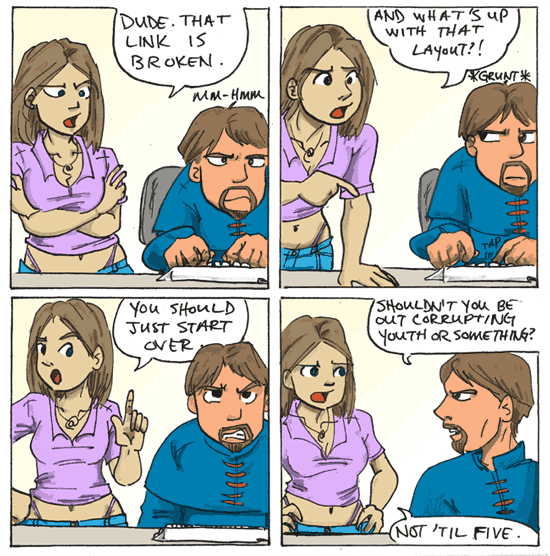 DUDE. THAT
LINK IS
BROKEN.
MM-HMM
AND WHAT'S UP
WITH THAT
LAYOUT?!
*GRUNT*
TAP
YOU SHOULD
JUST START
OVER.
SHOULDN'T YOU BE
OUT CORRUPTING
YOUTH OR SOMETHING?
NOT 'TIL FIVE.